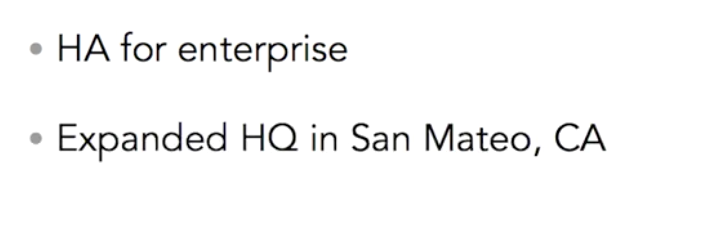 • HA for enterprise
• Expanded HQ in San Mateo, CA